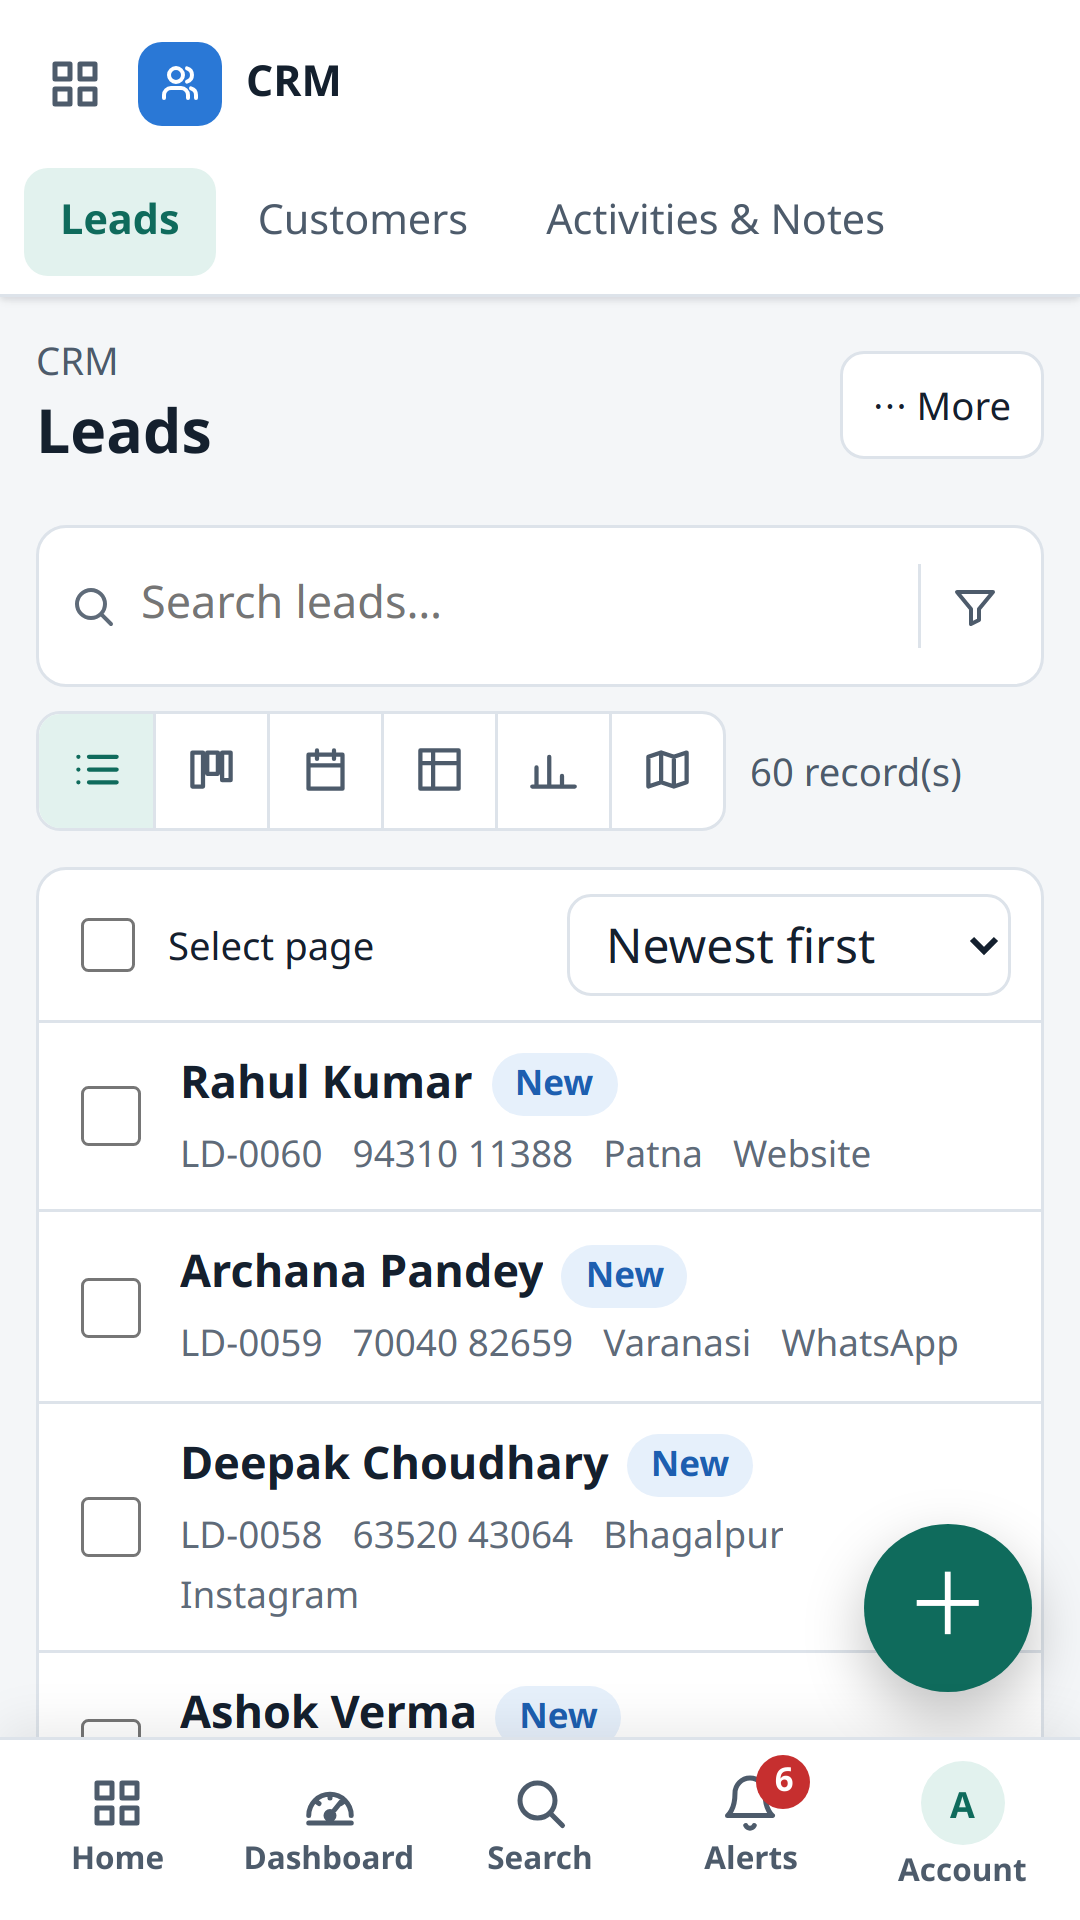 CRM
Leads Customers Activities & Notes
CRM
Leads
··· More
Search leads...
60 record(s)
Select page
Newest first
Rahul Kumar New
LD-0060 94310 11388 Patna Website
Archana Pandey New
LD-0059 70040 82659 Varanasi WhatsApp
Deepak Choudhary New
LD-0058 63520 43064 Bhagalpur
Instagram
Ashok Verma New
6
A
Home Dashboard Search Alerts Account